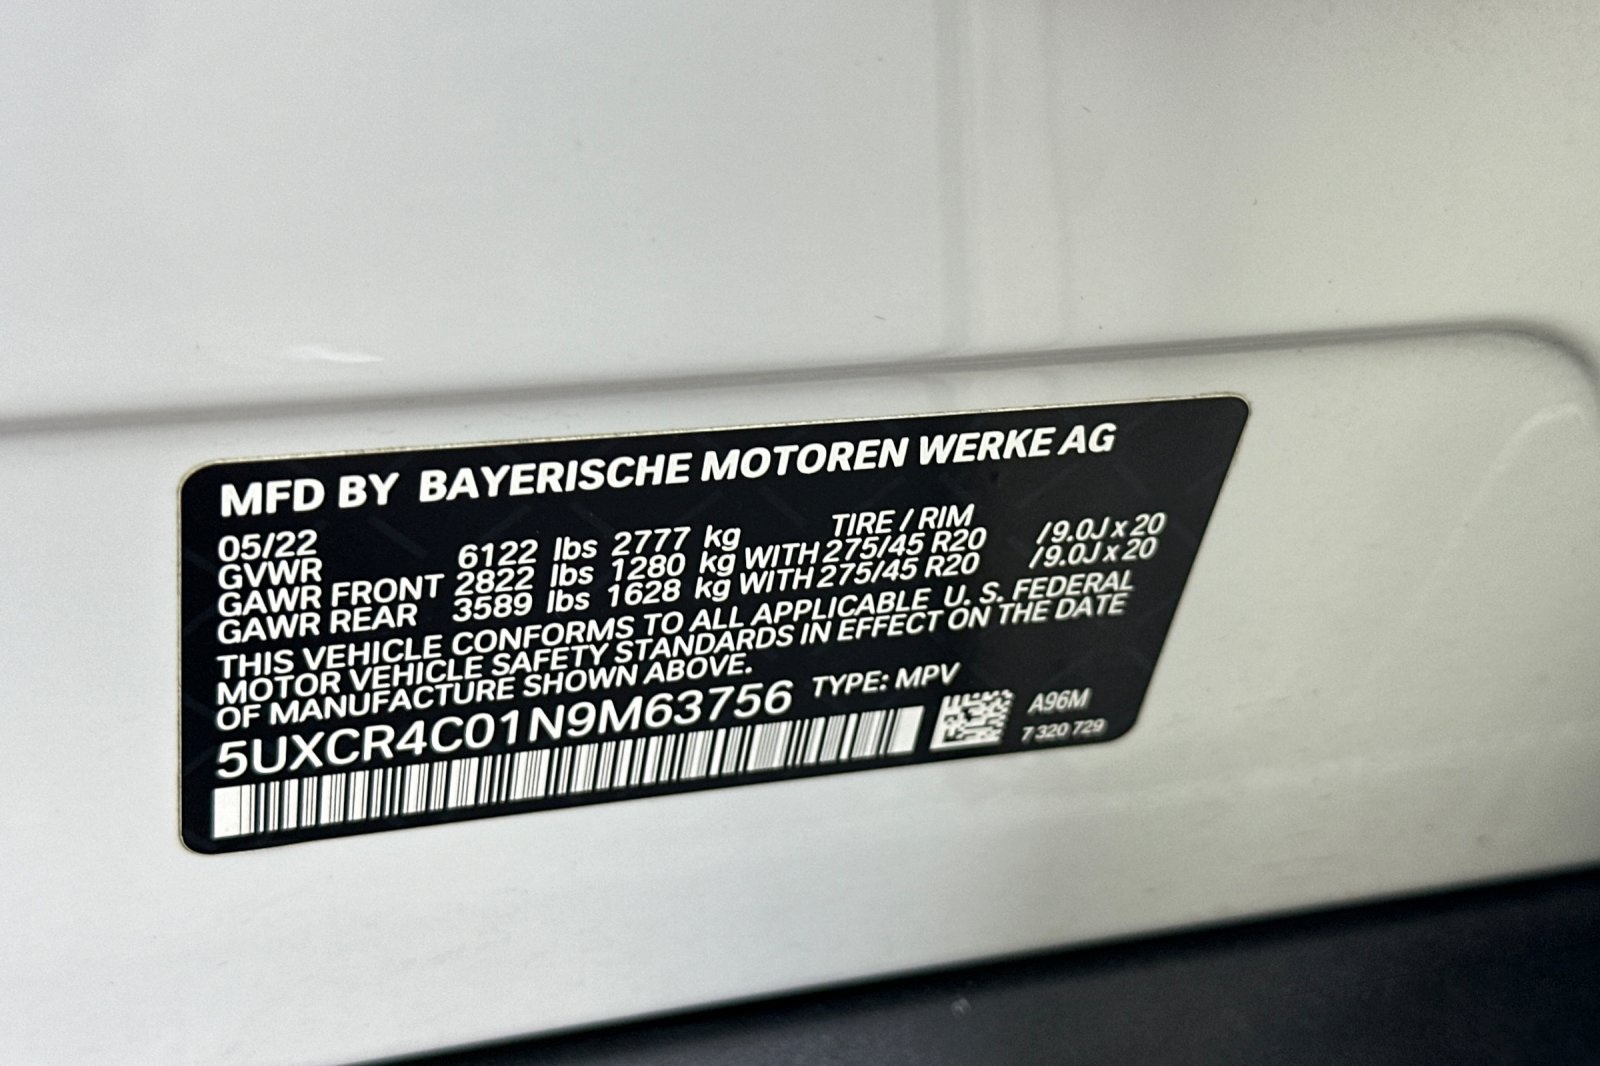 MFD BY BAYERISCHE MOTOREN WERKE AG
05/22 TIRE / RIM
GVWR 6122 lbs 2777 kg
GAWR FRONT 2822 lbs 1280 kg WITH 275/45 R20 /9.0J x 20
GAWR REAR 3589 lbs 1628 kg WITH 275/45 R20 /9.0J x 20
THIS VEHICLE CONFORMS TO ALL APPLICABLE U. S. FEDERAL
MOTOR VEHICLE SAFETY STANDARDS IN EFFECT ON THE DATE
OF MANUFACTURE SHOWN ABOVE.
5UXCR4C01N9M63756 TYPE: MPV
A96M
7 320 729